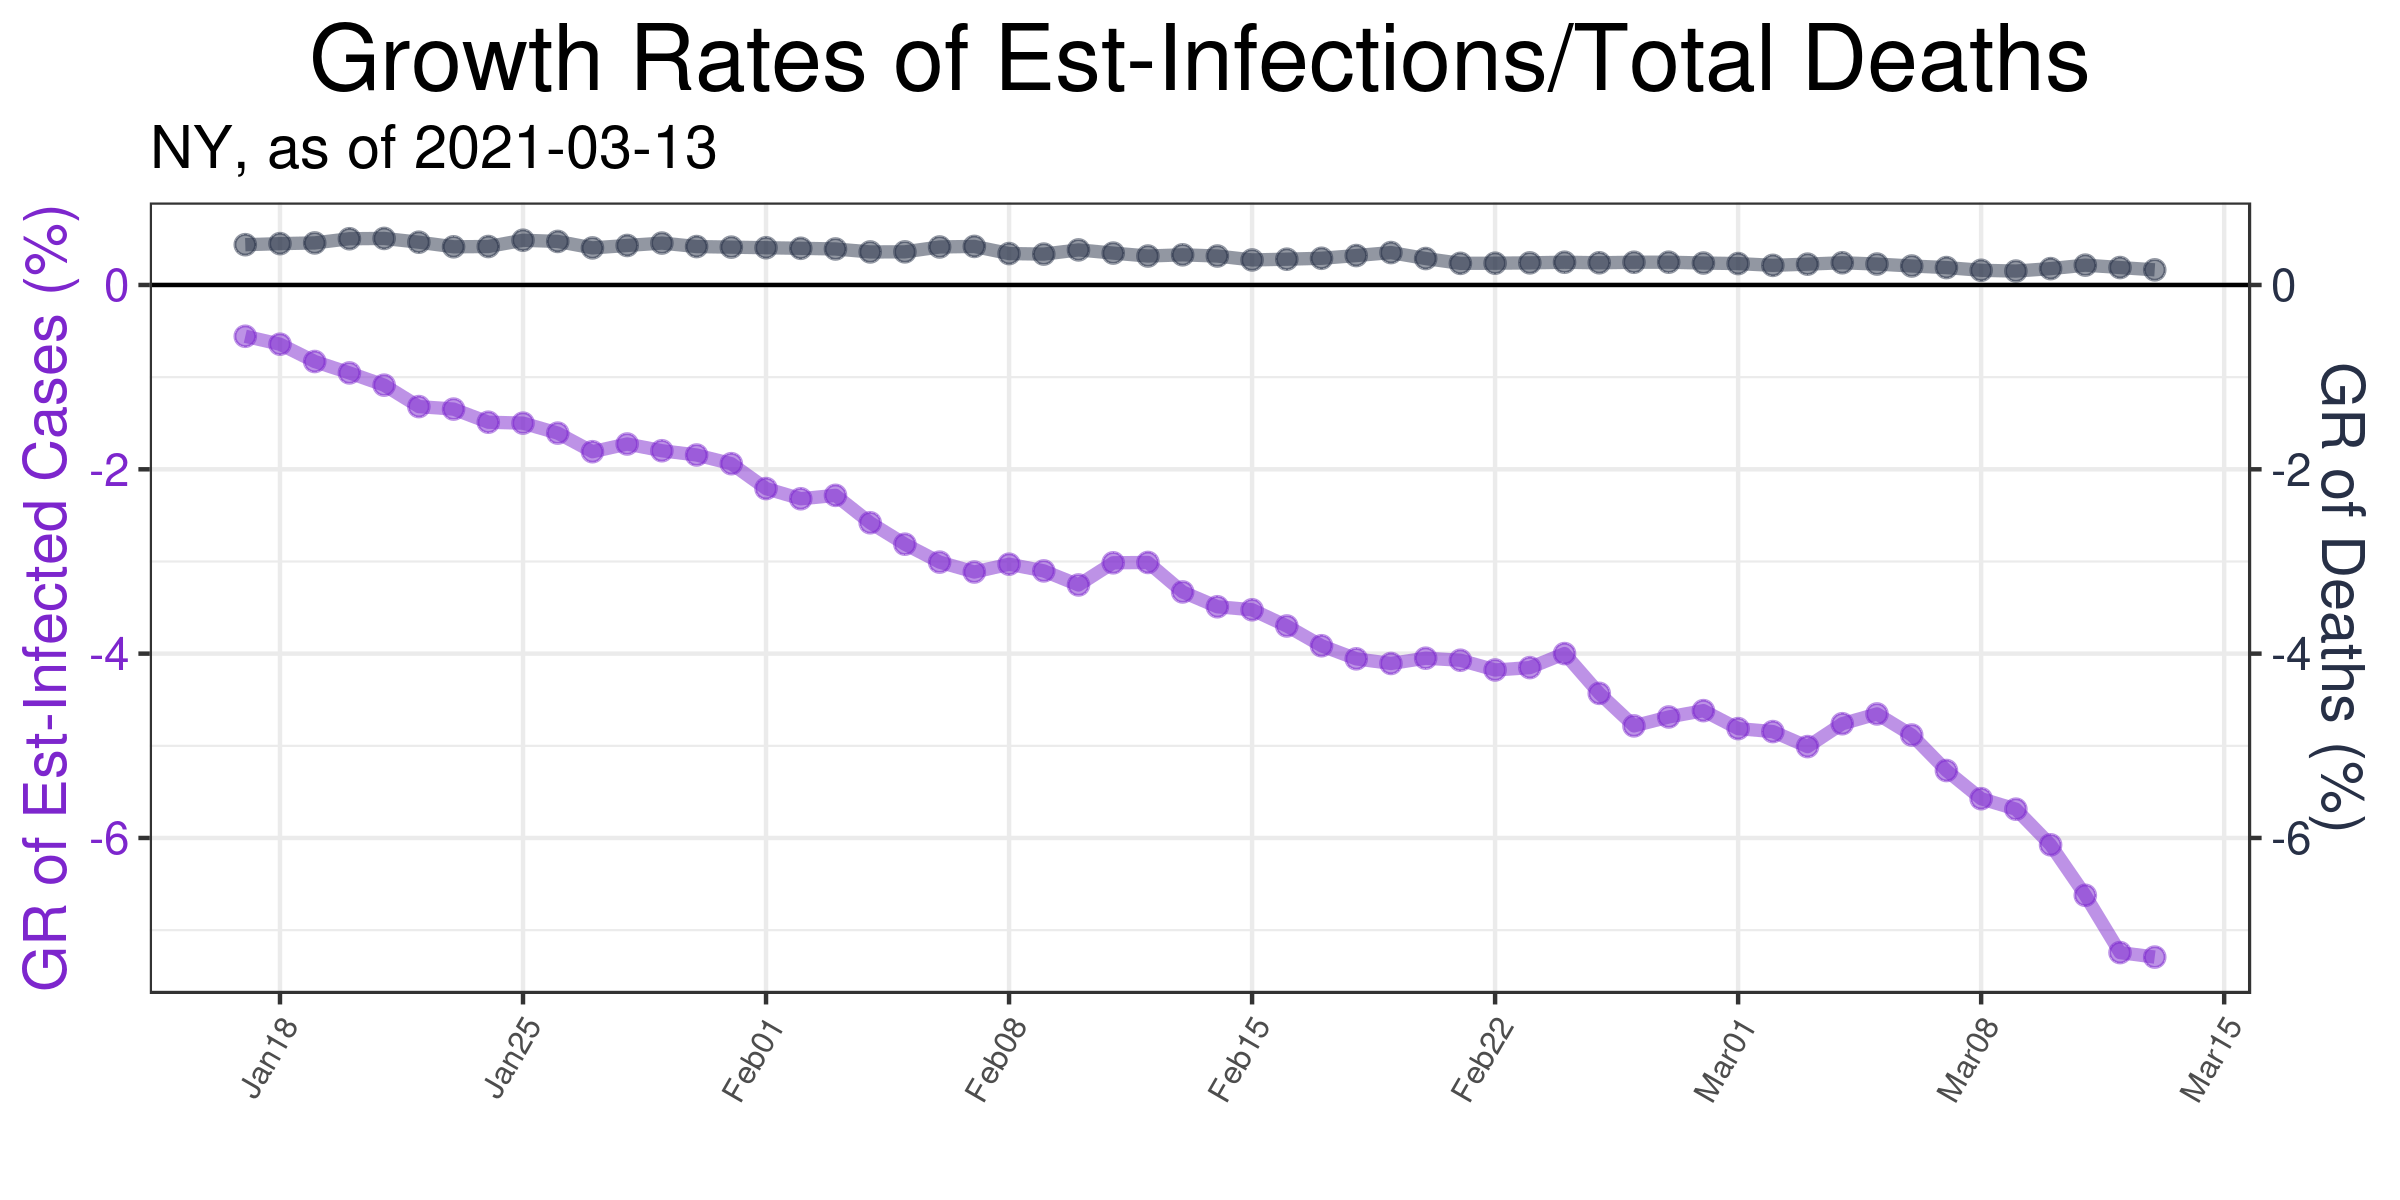 Growth Rates of Est-Infections/Total Deaths
NY, as of 2021-03-13
GR of Est-Infected Cases (%)
0
-2
-4
-6
0
-2
-4
-6
GR of Deaths (%)
Jan18
Jan25
Feb01
Feb08
Feb15
Feb22
Mar01
Mar08
Mar15